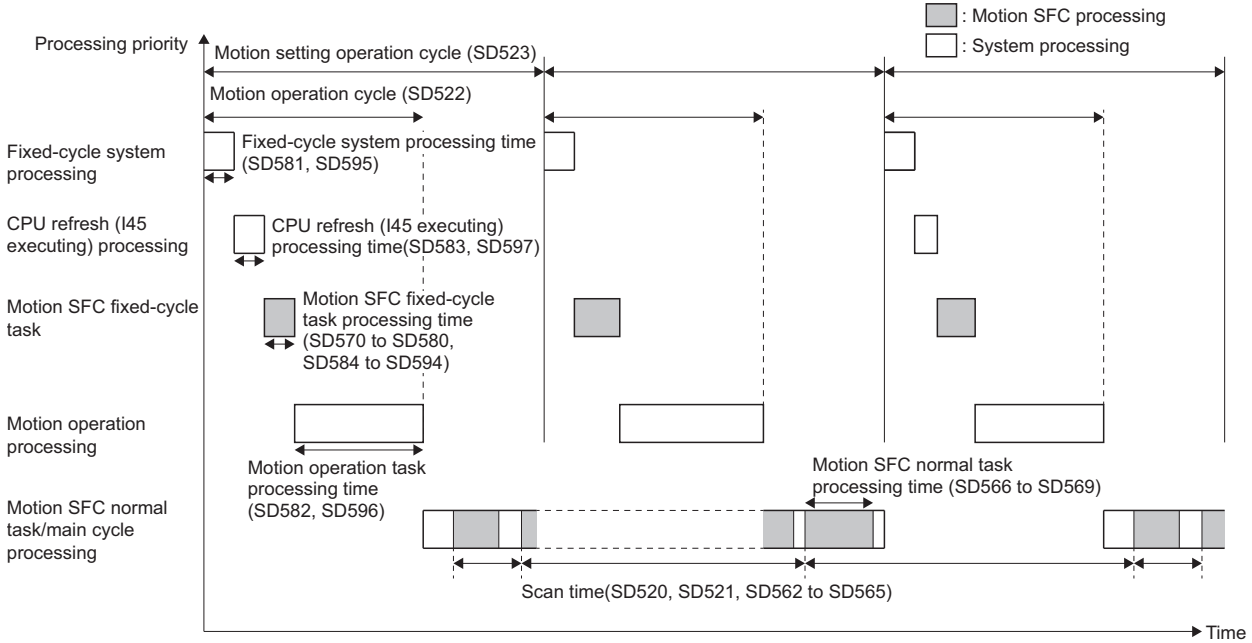 : Motion SFC processing
: System processing
Processing priority
Motion setting operation cycle (SD523)
Motion operation cycle (SD522)
Fixed-cycle system
processing
Fixed-cycle system processing time
(SD581, SD595)
CPU refresh (I45
executing) processing
CPU refresh (I45 executing)
processing time(SD583, SD597)
Motion SFC fixed-cycle
task
Motion SFC fixed-cycle
task processing time
(SD570 to SD580,
SD584 to SD594)
Motion operation
processing
Motion operation task
processing time
(SD582, SD596)
Motion SFC normal task
processing time (SD566 to SD569)
Motion SFC normal
task/main cycle
processing
Scan time(SD520, SD521, SD562 to SD565)
Time